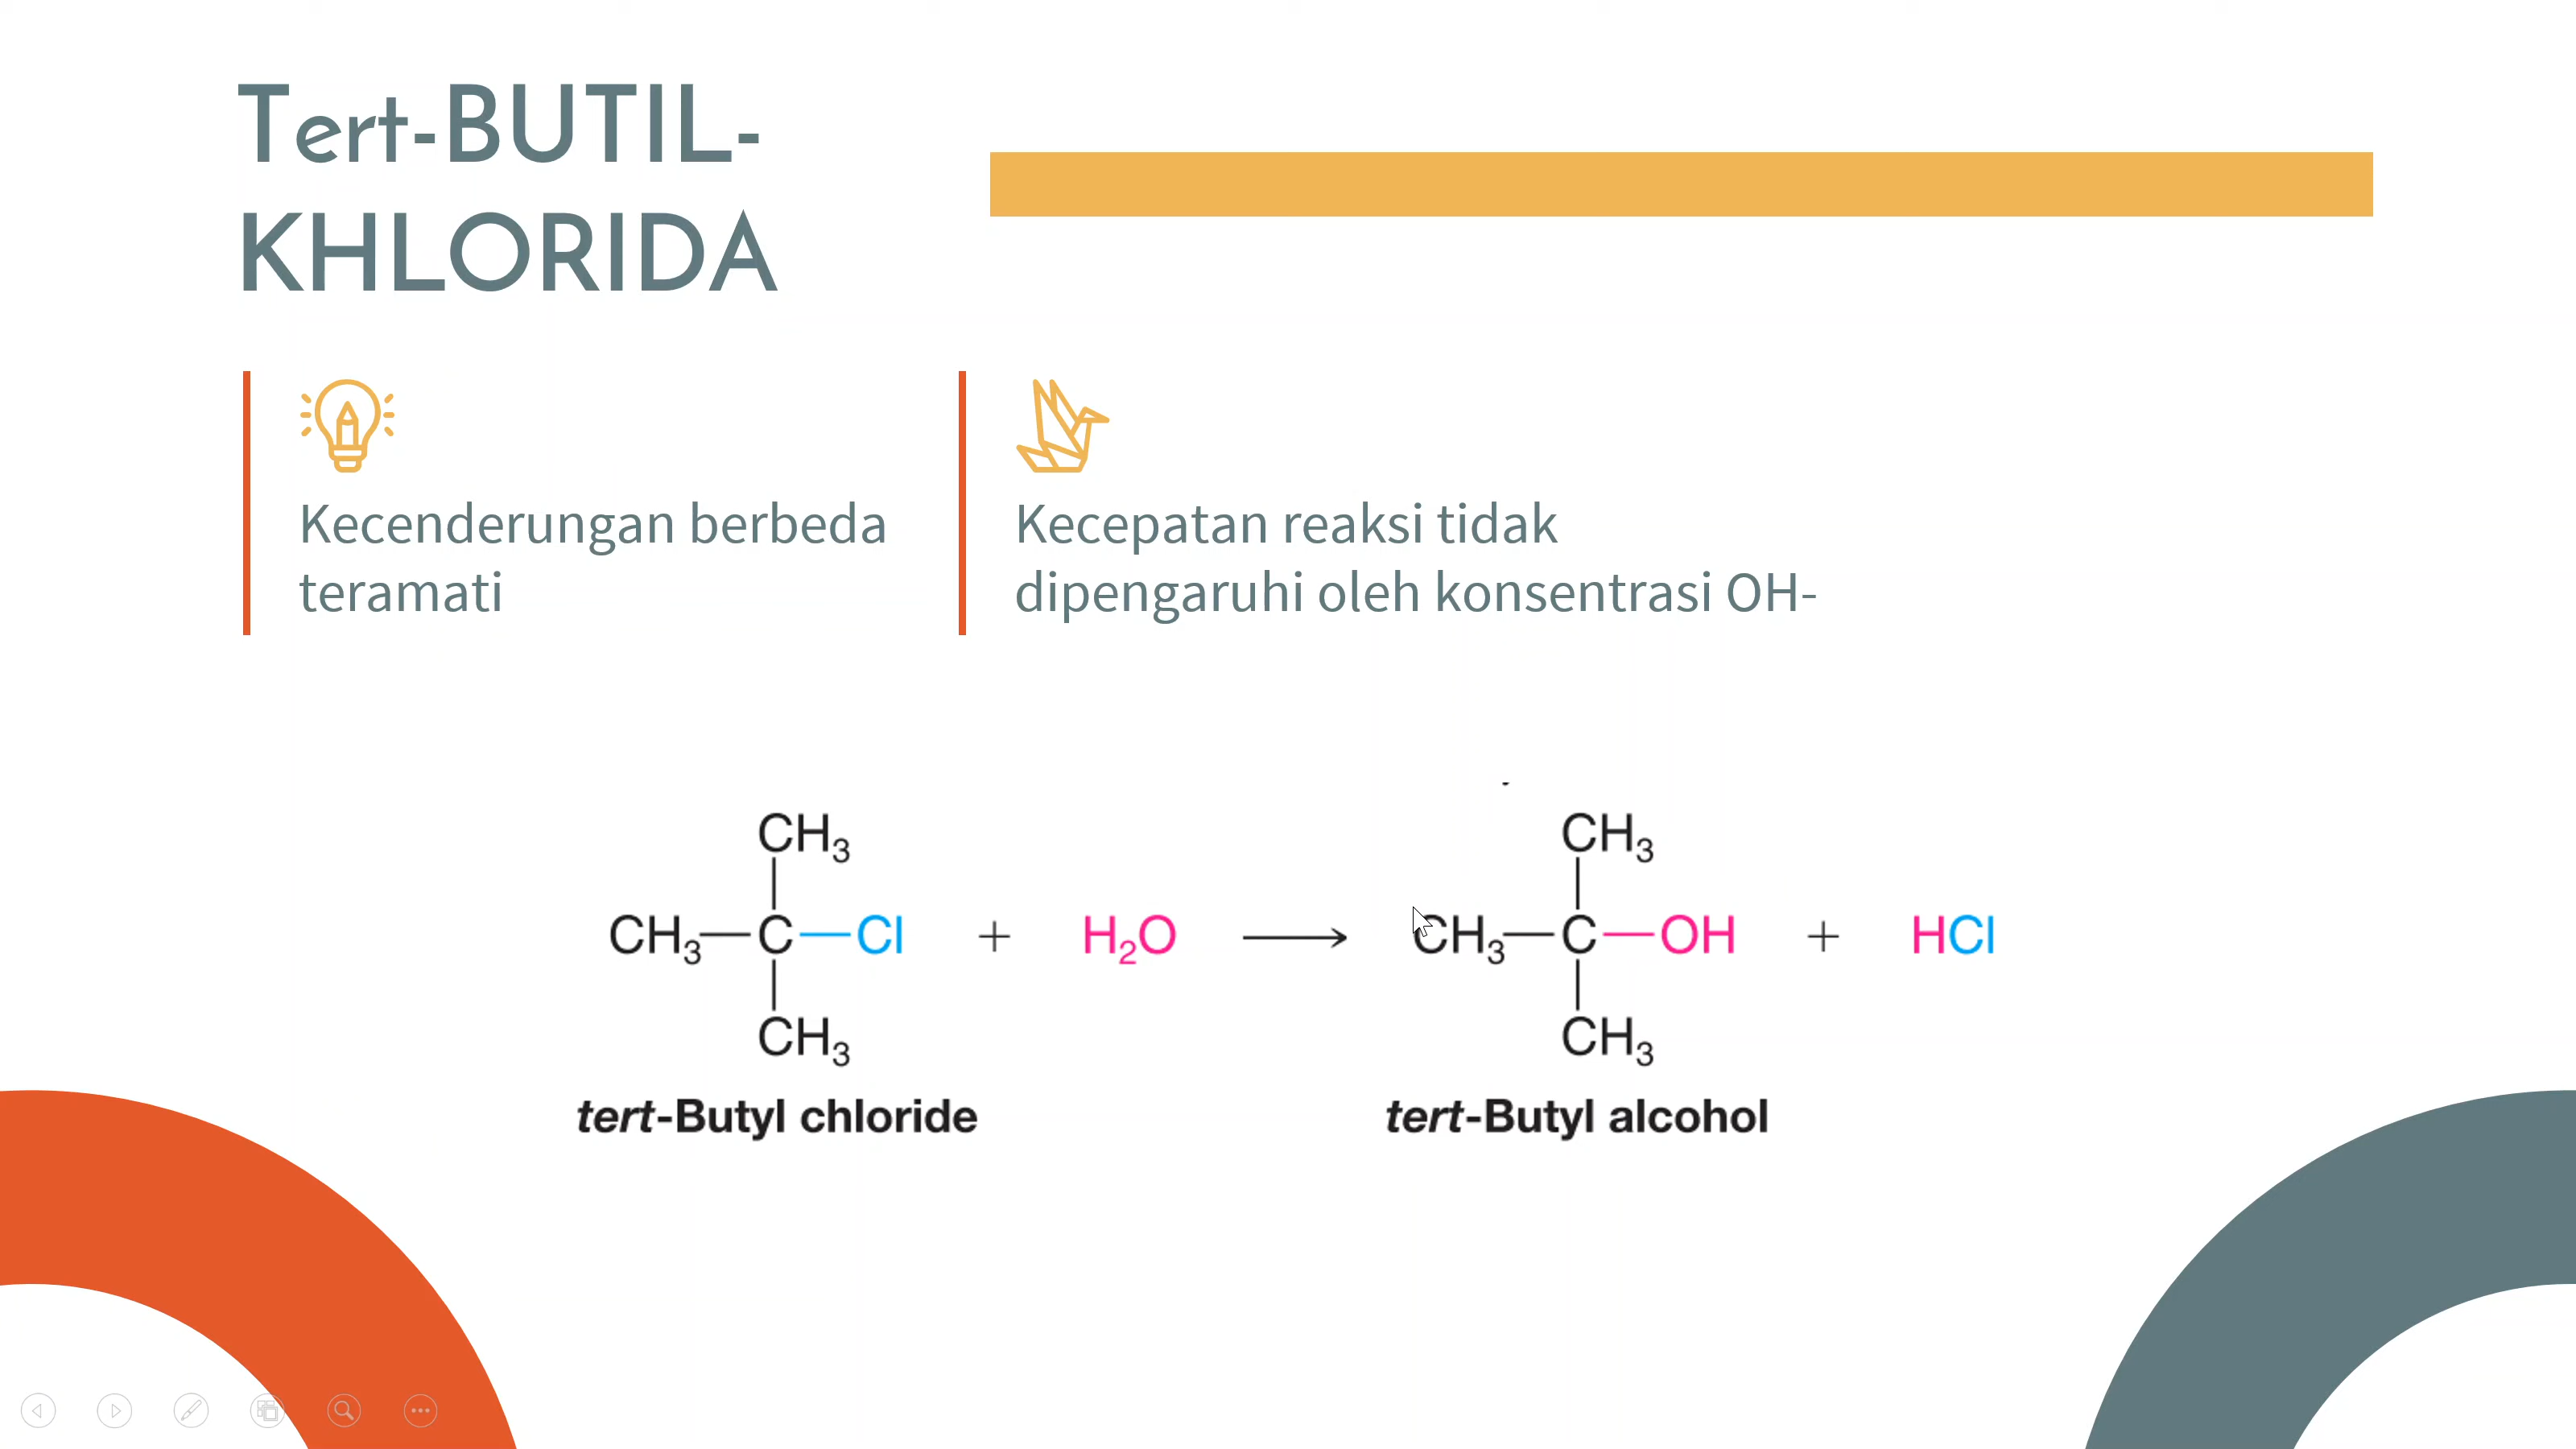 Tert-BUTIL-
KHLORIDA
Kecenderungan berbeda
teramati
Kecepatan reaksi tidak
dipengaruhi oleh konsentrasi OH-
CH₃
CH₃—C—Cl + H₂O ⟶ CH₃—C—OH + HCl
CH₃
CH₃
CH₃
tert-Butyl chloride
tert-Butyl alcohol